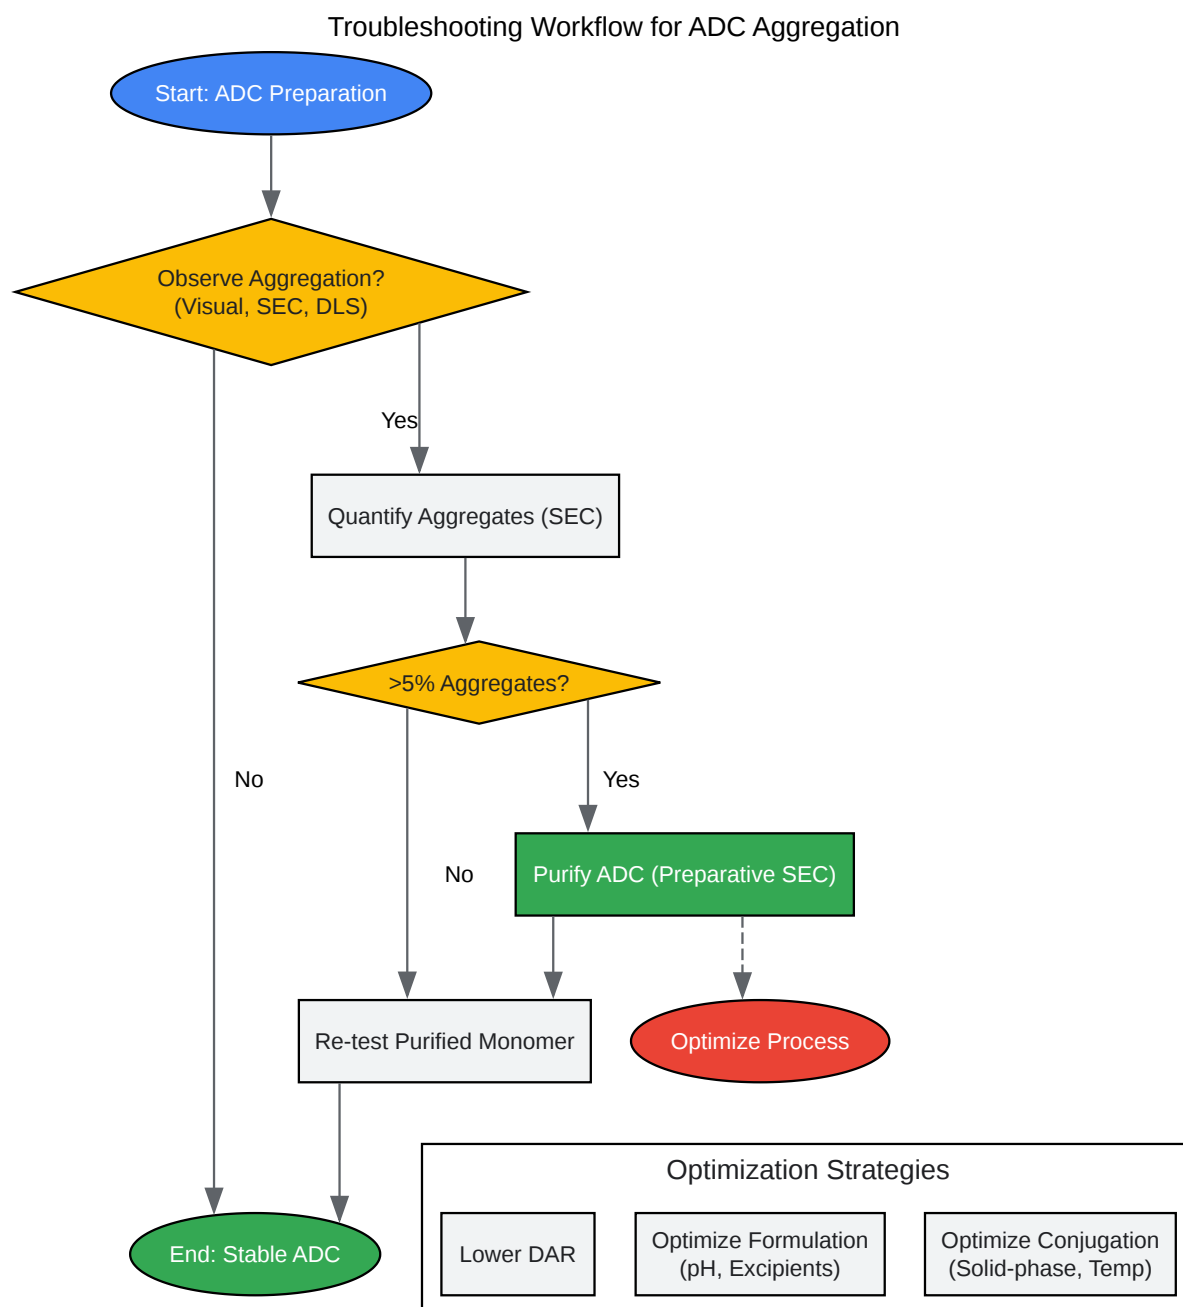 Troubleshooting Workflow for ADC Aggregation
Start: ADC Preparation
Observe Aggregation?
(Visual, SEC, DLS)
Yes
Quantify Aggregates (SEC)
>5% Aggregates?
No
Yes
No
Purify ADC (Preparative SEC)
Re-test Purified Monomer
Optimize Process
Optimization Strategies
End: Stable ADC
Lower DAR
Optimize Formulation
(pH, Excipients)
Optimize Conjugation
(Solid-phase, Temp)